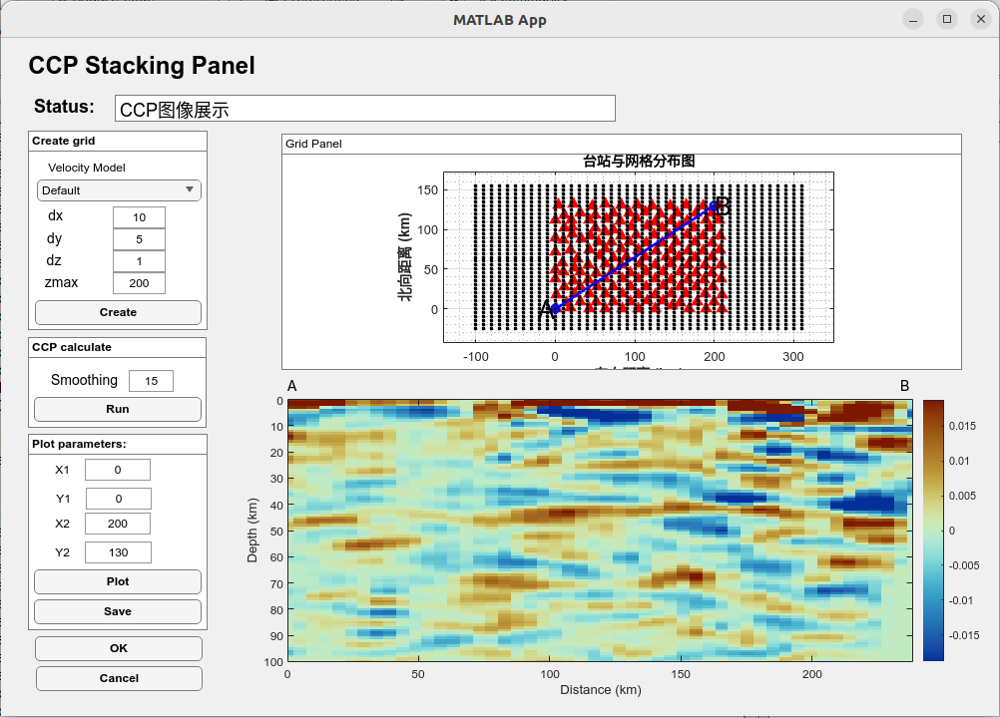 MATLAB App
CCP Stacking Panel
Status: CCP图像展示
Create grid
Velocity Model
Default
dx 10
dy 5
dz 1
zmax 200
Create
CCP calculate
Smoothing 15
Run
Plot parameters:
X1 0
Y1 0
X2 200
Y2 130
Plot
Save
OK
Cancel
Grid Panel
台站与网格分布图
北向距离 (km)
150
100
50
0
-100 0 100 200 300
A
B
A B
Depth (km)
0
10
20
30
40
50
60
70
80
90
100
0 50 100 150 200
Distance (km)
0.015
0.01
0.005
0
-0.005
-0.01
-0.015